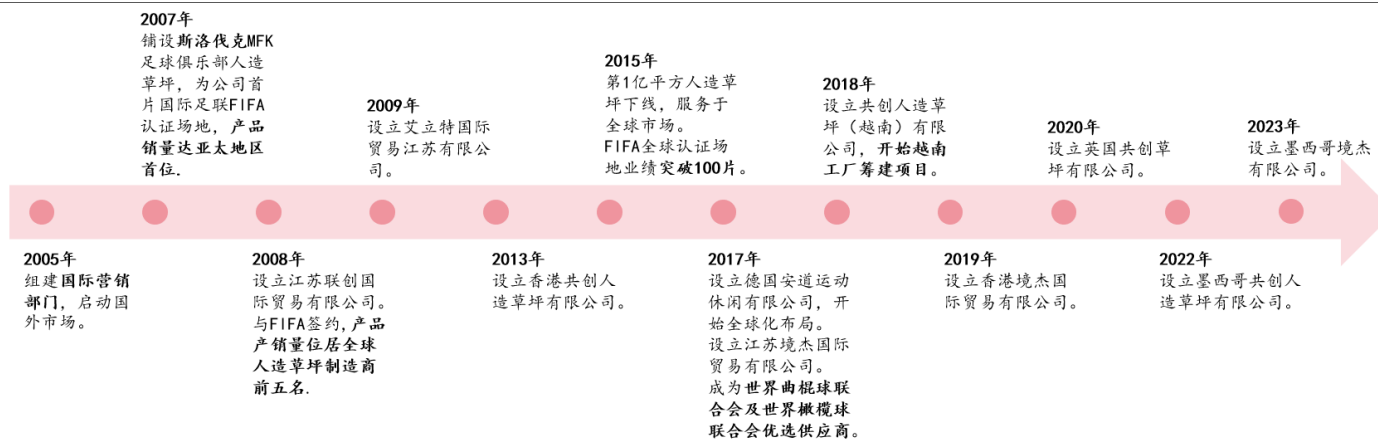 2007年
铺设斯洛伐克MFK
足球俱乐部人造
草坪，为公司首
片国际足联FIFA
认证场地，产品
销量达亚太地区
首位.
2009年
设立艾立特国际
贸易江苏有限公
司。
2015年
第1亿平方人造草
坪下线，服务于
全球市场。
FIFA全球认证场
地业绩突破100片。
2018年
设立共创人造草
坪（越南）有限
公司，开始越南
工厂筹建项目。
2020年
设立英国共创草
坪有限公司。
2023年
设立墨西哥境杰
有限公司。
2005年
组建国际营销
部门，启动国
外市场。
2008年
设立江苏联创国
际贸易有限公司。
与FIFA签约,产品
产销量位居全球
人造草坪制造商
前五名.
2013年
设立香港共创人
造草坪有限公司。
2017年
设立德国安道运动
休闲有限公司，开
始全球化布局。
设立江苏境杰国际
贸易有限公司。
成为世界曲棍球联
合会及世界橄榄球
联合会优选供应商。
2019年
设立香港境杰国
际贸易有限公司。
2022年
设立墨西哥共创人
造草坪有限公司。